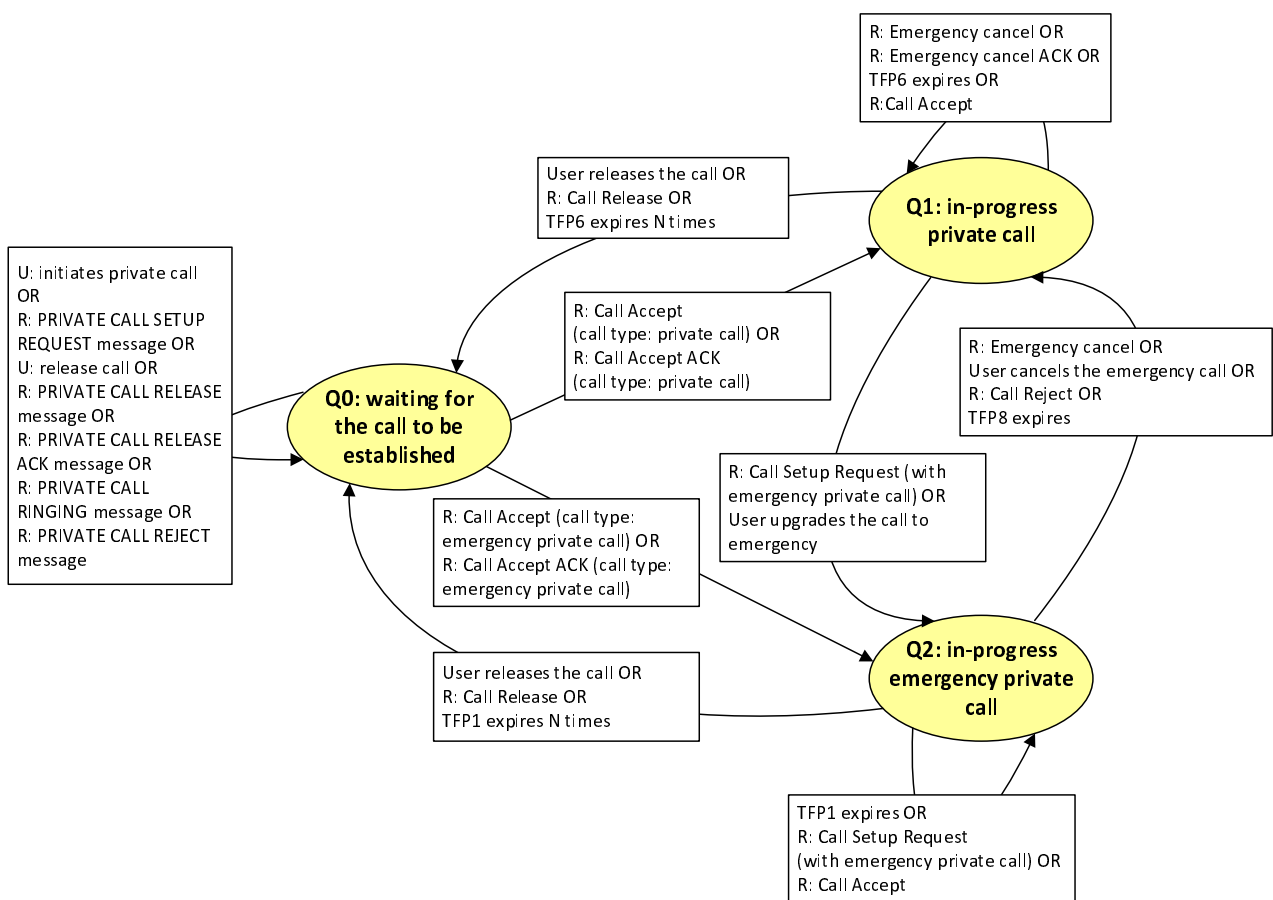 R: Emergency cancel OR
R: Emergency cancel ACK OR
TFP6 expires OR
R:Call Accept
User releases the call OR
R: Call Release OR
TFP6 expires N times
Q1: in-progress
private call
U: initiates private call
OR
R: PRIVATE CALL SETUP
REQUEST message OR
U: release call OR
R: PRIVATE CALL RELEASE
message OR
R: PRIVATE CALL RELEASE
ACK message OR
R: PRIVATE CALL
RINGING message OR
R: PRIVATE CALL REJECT
message
R: Call Accept
(call type: private call) OR
R: Call Accept ACK
(call type: private call)
R: Emergency cancel OR
User cancels the emergency call OR
R: Call Reject OR
TFP8 expires
Q0: waiting for
the call to be
established
R: Call Setup Request (with
emergency private call) OR
User upgrades the call to
emergency
R: Call Accept (call type:
emergency private call) OR
R: Call Accept ACK (call type:
emergency private call)
Q2: in-progress
emergency private
call
User releases the call OR
R: Call Release OR
TFP1 expires N times
TFP1 expires OR
R: Call Setup Request
(with emergency private call) OR
R: Call Accept